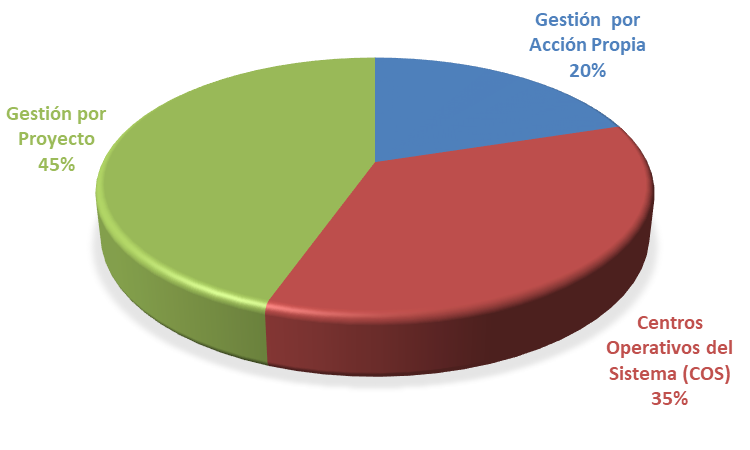 Gestión por
Acción Propia
20%
Gestión por
Proyecto
45%
Centros
Operativos del
Sistema (COS)
35%